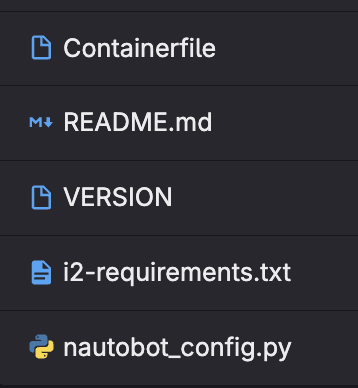 Containerfile
README.md
VERSION
i2-requirements.txt
nautobot_config.py